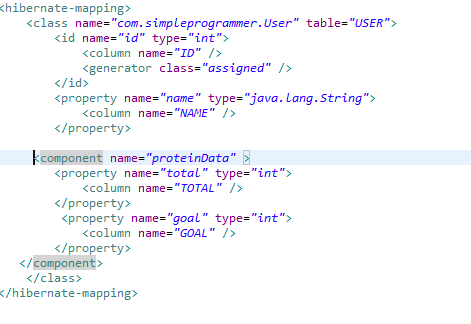 <hibernate-mapping>
<class name="com.simpleprogrammer.User" table="USER">
<id name="id" type="int">
<column name="ID" />
<generator class="assigned" />
</id>
<property name="name" type="java.lang.String">
<column name="NAME" />
</property>
<component name="proteinData" >
<property name="total" type="int">
<column name="TOTAL" />
</property>
<property name="goal" type="int">
<column name="GOAL" />
</property>
</component>
</class>
</hibernate-mapping>